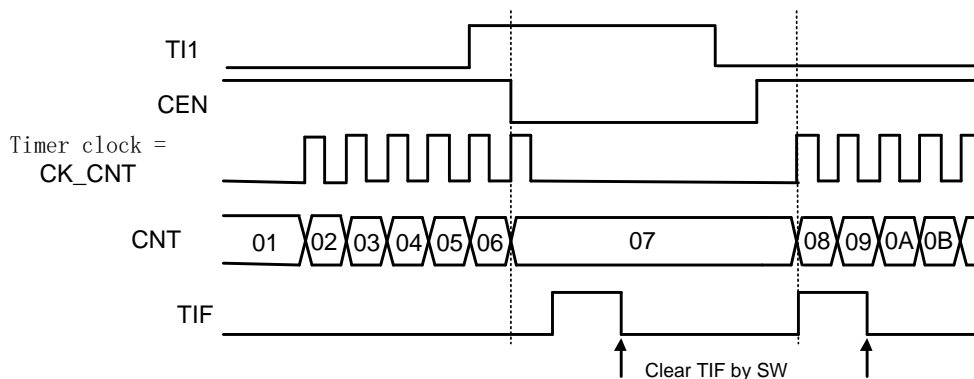 TI1
CEN
Timer clock =
CK_CNT
CNT
01 02 03 04 05 06 07 08 09 0A 0B
TIF
Clear TIF by SW